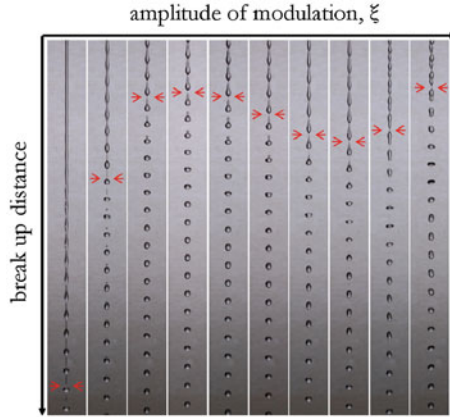 amplitude of modulation, ξ
break up distance